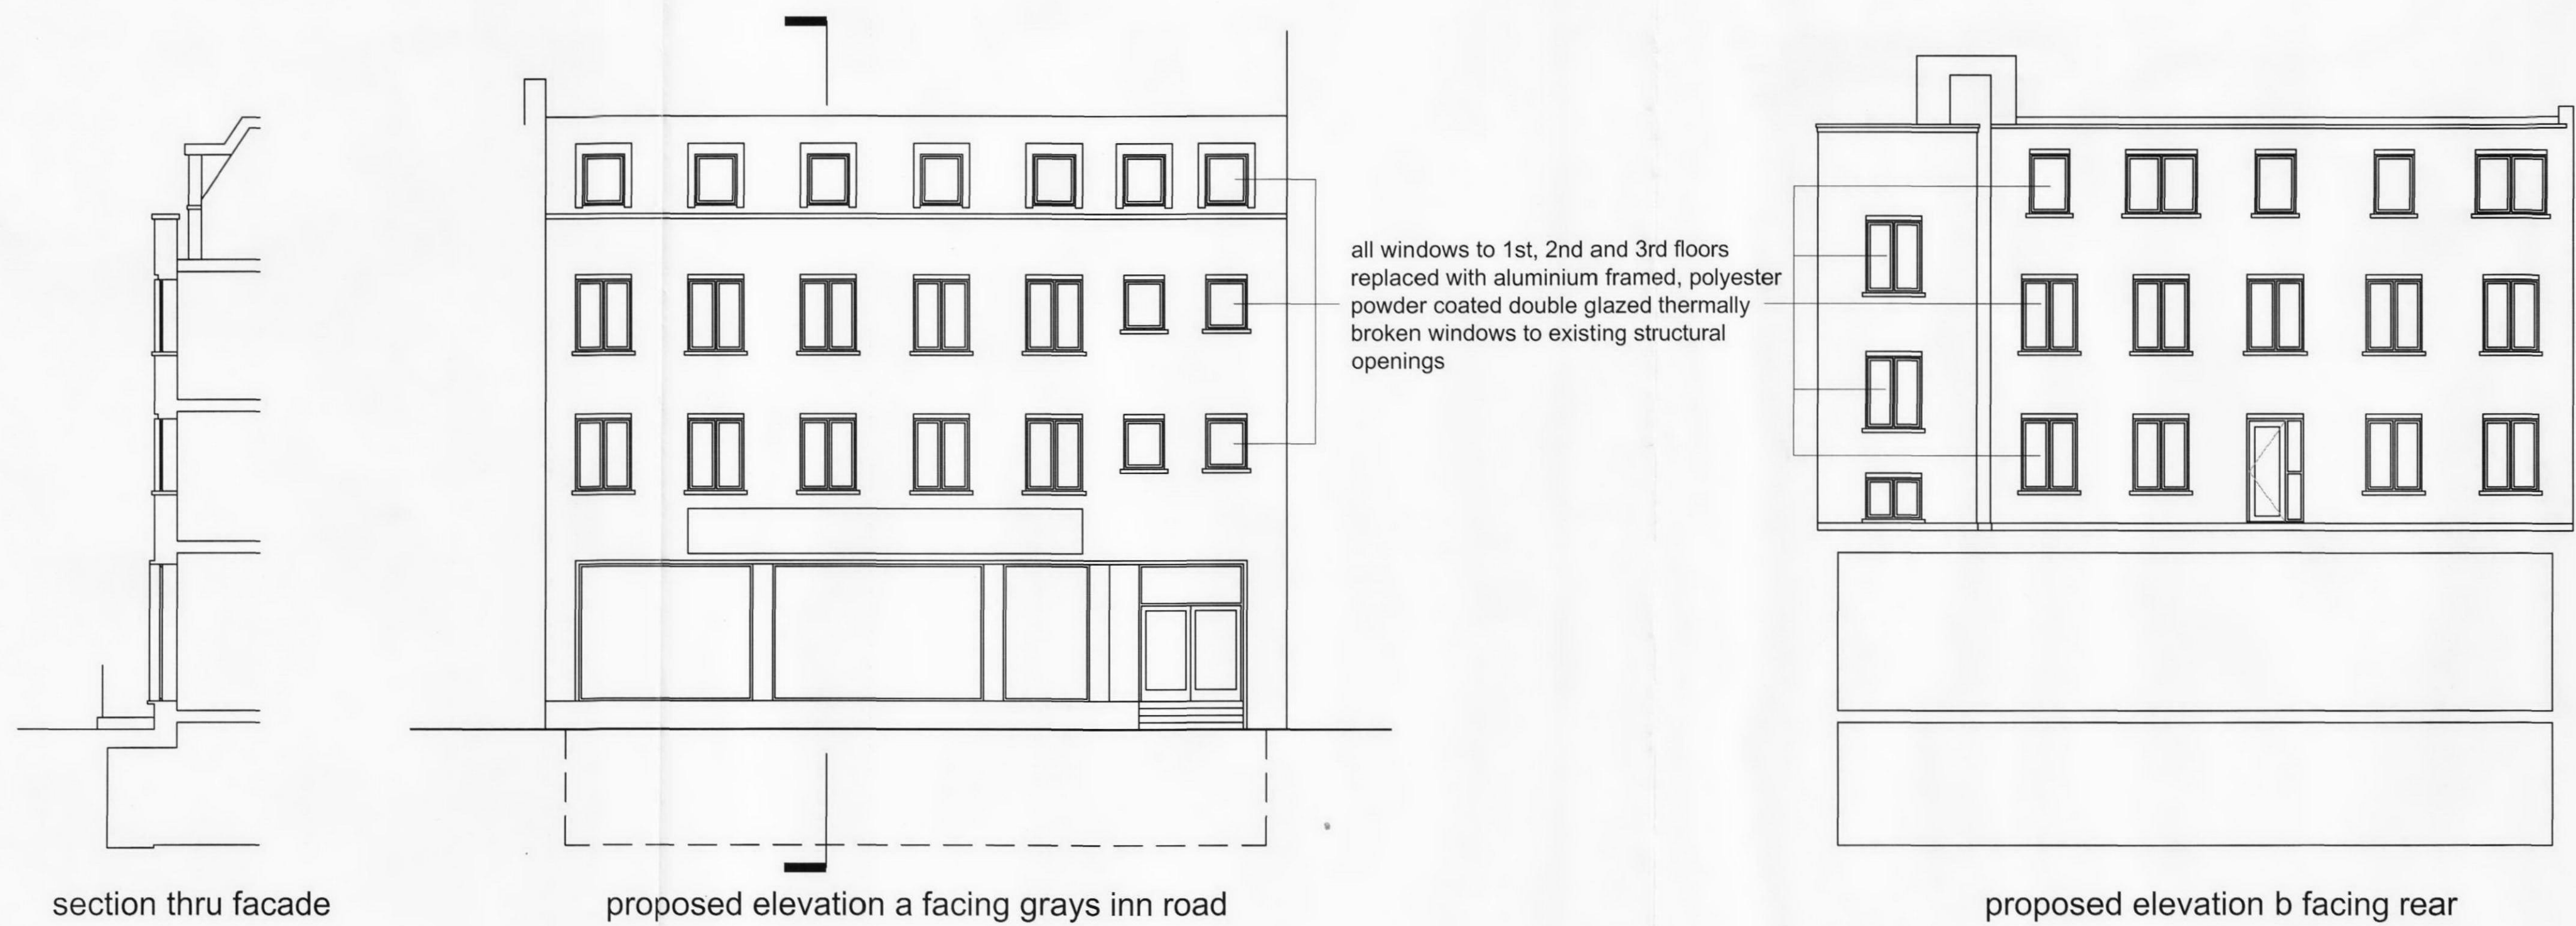 all windows to 1st, 2nd and 3rd floors
replaced with aluminium framed, polyester
powder coated double glazed thermally
broken windows to existing structural
openings
section thru facade
proposed elevation a facing grays inn road
proposed elevation b facing rear